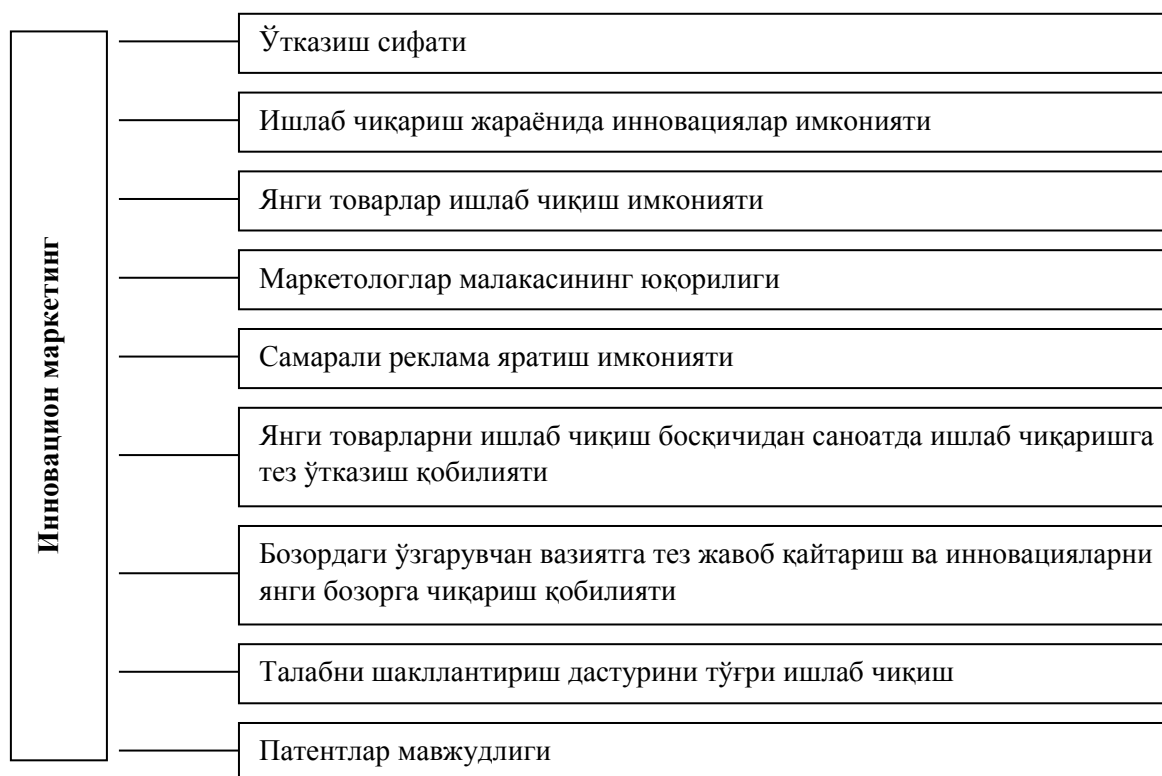 Инновацион маркетинг
Ўтказиш сифати
Ишлаб чиқариш жараёнида инновациялар имконияти
Янги товарлар ишлаб чиқиш имконияти
Маркетологлар малакасининг юқорилиги
Самарали реклама яратиш имконияти
Янги товарларни ишлаб чиқиш босқичидан саноатда ишлаб чиқаришга
тез ўтказиш қобилияти
Бозордаги ўзгарувчан вазиятга тез жавоб қайтариш ва инновацияларни
янги бозорга чиқариш қобилияти
Талабни шакллантириш дастурини тўғри ишлаб чиқиш
Патентлар мавжудлиги